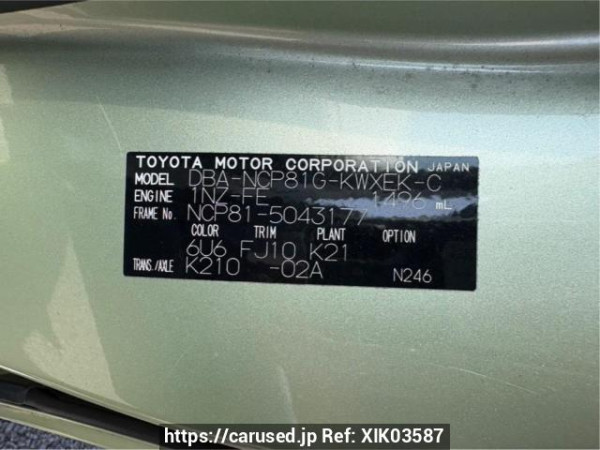 TOYOTA MOTOR CORPORATION JAPAN
MODEL DBA-NCP81G-KWXEK-C
ENGINE 1NZ-FE 1496 mL
FRAME No. NCP81-5043177
COLOR TRIM PLANT OPTION
6U6 FJ10 K21
TRANS./AXLE K210 -02A N246
https://carused.jp Ref: XIK03587